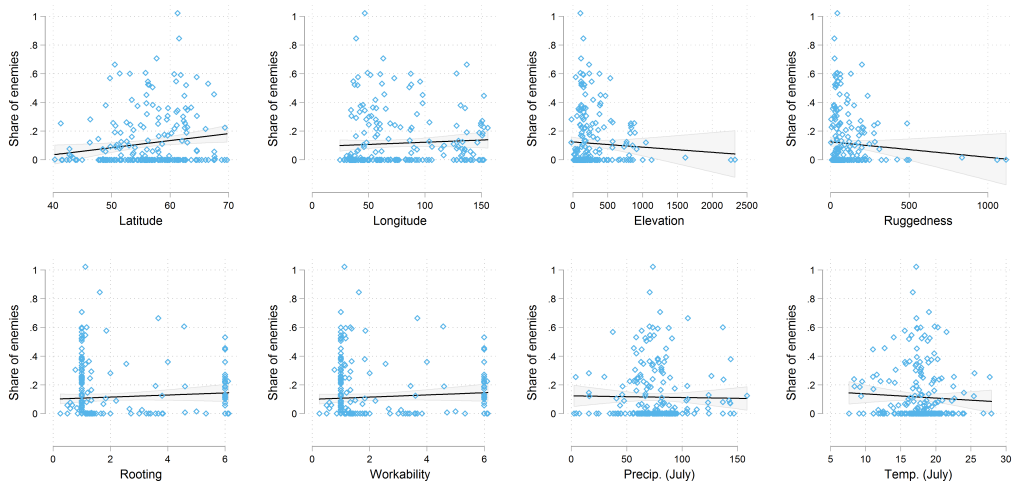 Share of enemies
1
.8
.6
.4
.2
0
40 50 60 70
Latitude
Share of enemies
1
.8
.6
.4
.2
0
0 50 100 150
Longitude
Share of enemies
1
.8
.6
.4
.2
0
0 500 1000 1500 2000 2500
Elevation
Share of enemies
1
.8
.6
.4
.2
0
0 500 1000
Ruggedness
Share of enemies
1
.8
.6
.4
.2
0
0 2 4 6
Rooting
Share of enemies
1
.8
.6
.4
.2
0
0 2 4 6
Workability
Share of enemies
1
.8
.6
.4
.2
0
0 50 100 150
Precip. (July)
Share of enemies
1
.8
.6
.4
.2
0
5 10 15 20 25 30
Temp. (July)